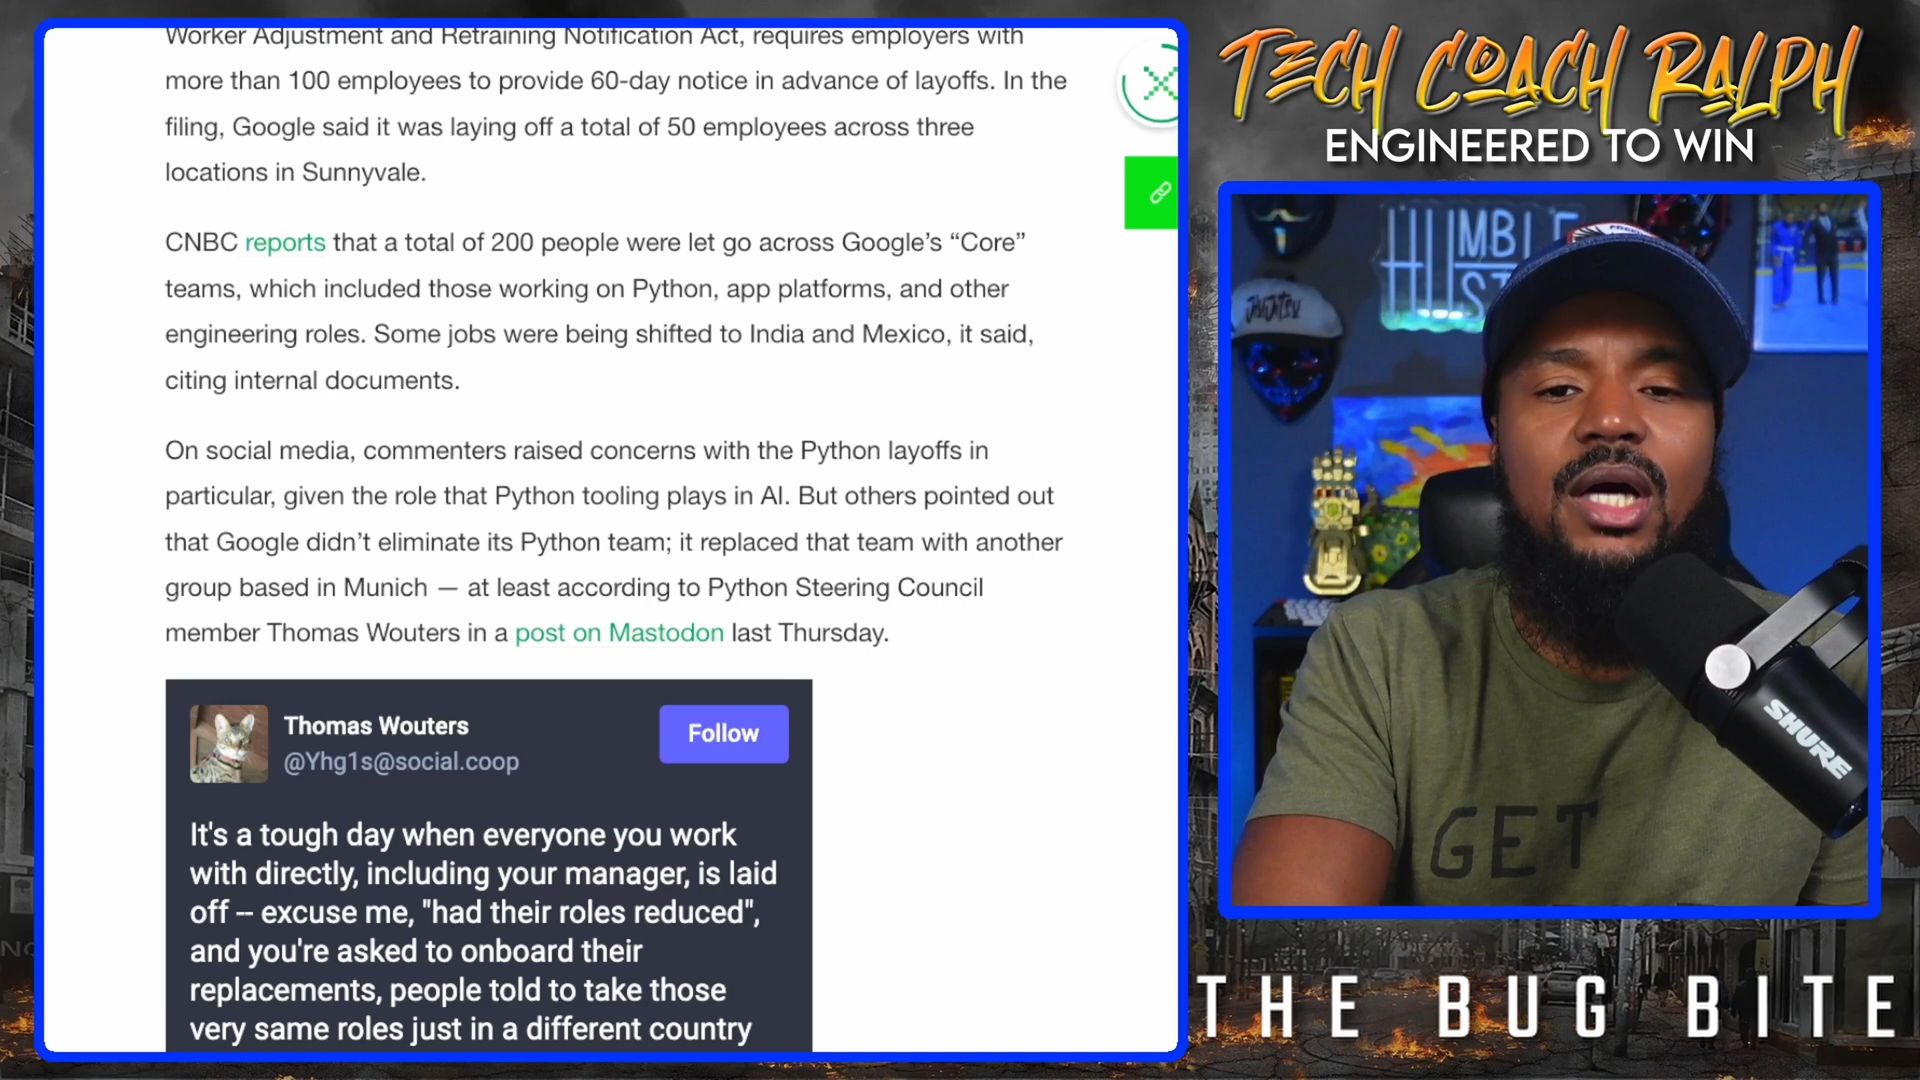 Worker Adjustment and Retraining Notification Act, requires employers with
more than 100 employees to provide 60-day notice in advance of layoffs. In the
filing, Google said it was laying off a total of 50 employees across three
locations in Sunnyvale.
CNBC reports that a total of 200 people were let go across Google’s “Core”
teams, which included those working on Python, app platforms, and other
engineering roles. Some jobs were being shifted to India and Mexico, it said,
citing internal documents.
On social media, commenters raised concerns with the Python layoffs in
particular, given the role that Python tooling plays in AI. But others pointed out
that Google didn’t eliminate its Python team; it replaced that team with another
group based in Munich — at least according to Python Steering Council
member Thomas Wouters in a post on Mastodon last Thursday.
Thomas Wouters
@Yhg1s@social.coop
Follow
It's a tough day when everyone you work
with directly, including your manager, is laid
off -- excuse me, "had their roles reduced",
and you're asked to onboard their
replacements, people told to take those
very same roles just in a different country
TECH COACH RALPH
ENGINEERED TO WIN
HUMBLE
JIUJITSU
SHURE
GET
THE BUG BITE